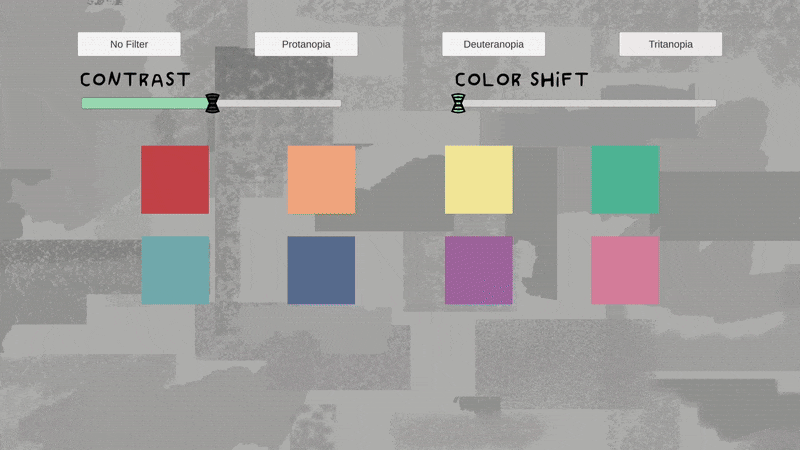 No Filter
Protanopia
Deuteranopia
Tritanopia
CONTRAST
COLOR SHiFT